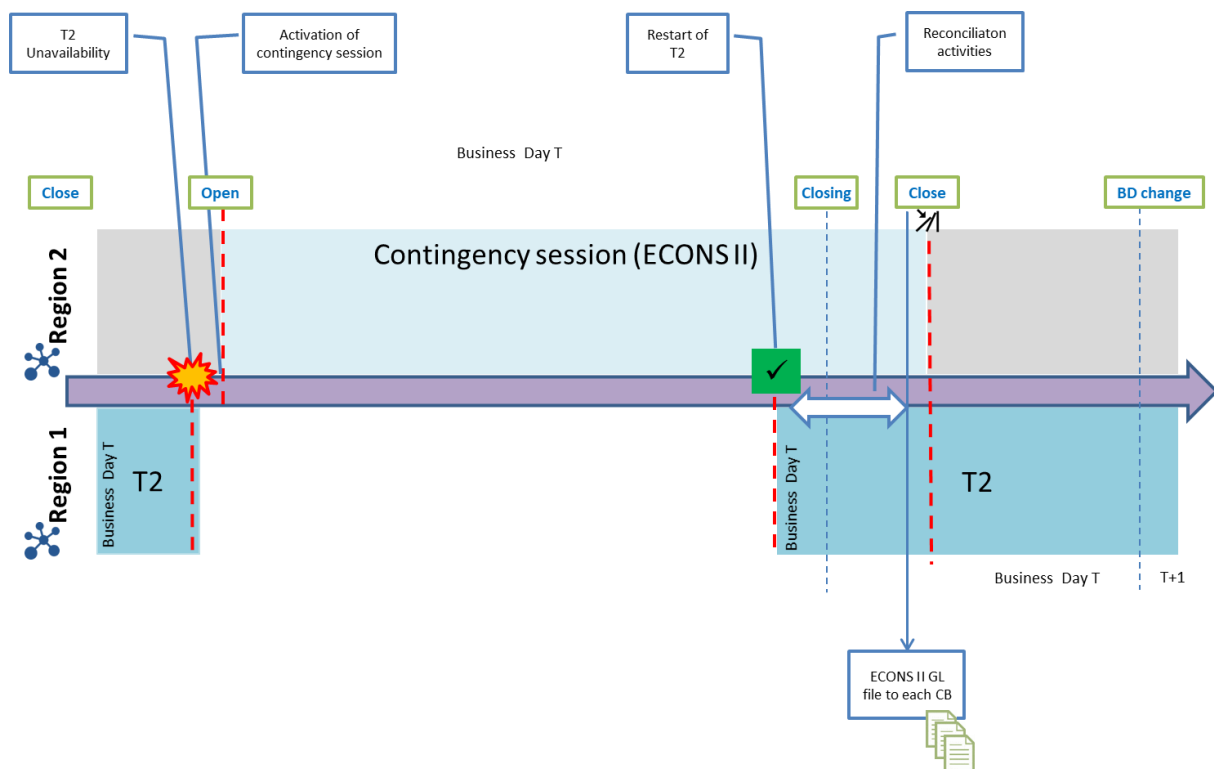 T2
Unavailability
Activation of
contingency session
Restart of
T2
Reconciliaton
activities
Business Day T
Close
Open
Closing
Close
BD change
Region 2
Contingency session (ECONS II)
Region 1
Business Day T
T2
Business Day T
T2
Business Day T
T+1
ECONS II GL
file to each CB